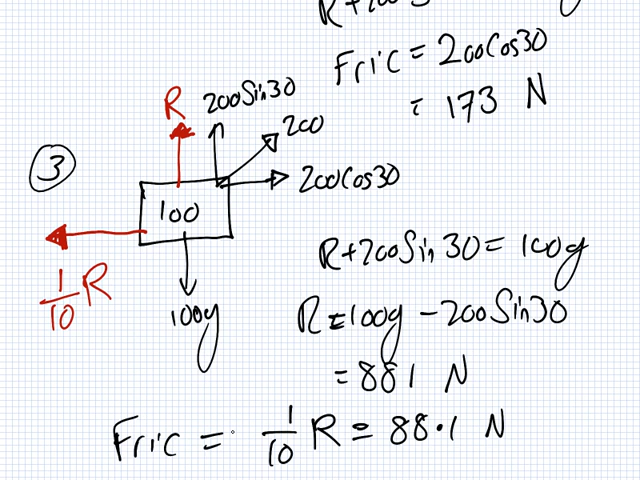 R+200S
Fric = 200Cos30
= 173 N
3
R
200Sin30
200
200Cos30
100
1/10 R
100g
R+200Sin30 = 100g
R = 100g - 200Sin30
= 881 N
Fric = 1/10 R = 88.1 N